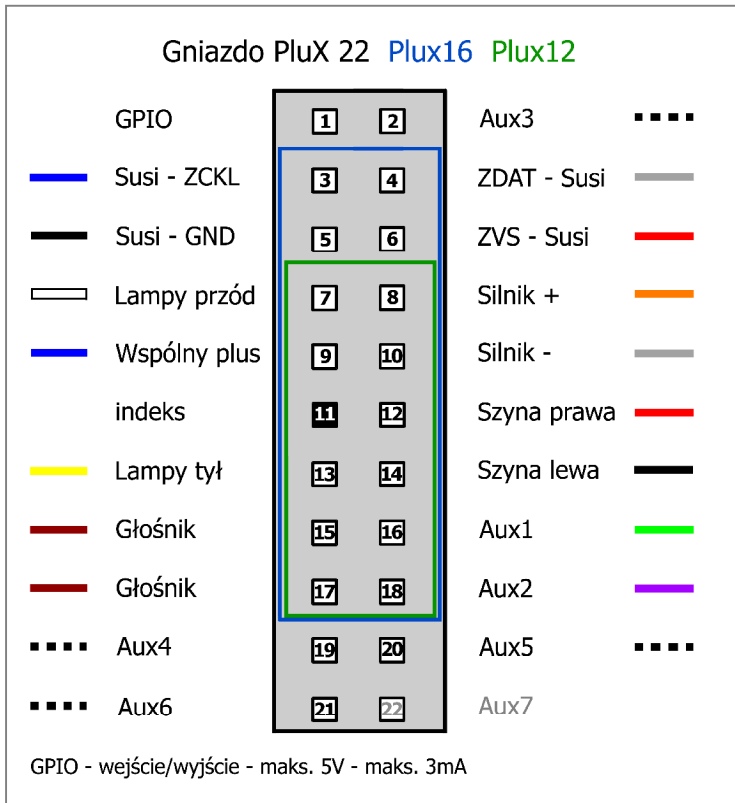 Gniazdo PluX 22 Plux16 Plux12
GPIO 1 2 Aux3
Susi - ZCKL 3 4 ZDAT - Susi
Susi - GND 5 6 ZVS - Susi
Lampy przód 7 8 Silnik +
Wspólny plus 9 10 Silnik -
indeks 11 12 Szyna prawa
Lampy tył 13 14 Szyna lewa
Głośnik 15 16 Aux1
Głośnik 17 18 Aux2
Aux4 19 20 Aux5
Aux6 21 22 Aux7
GPIO - wejście/wyjście - maks. 5V - maks. 3mA